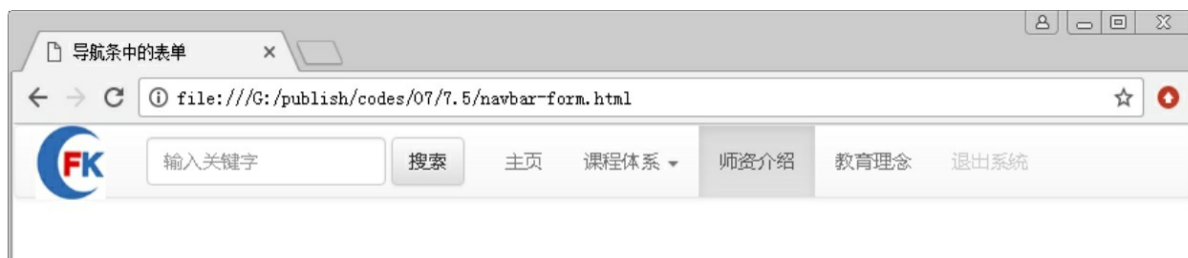 导航条中的表单
file:///G:/publish/codes/07/7.5/navbar-form.html
FK 输入关键字 搜索 主页 课程体系 师资介绍 教育理念 退出系统